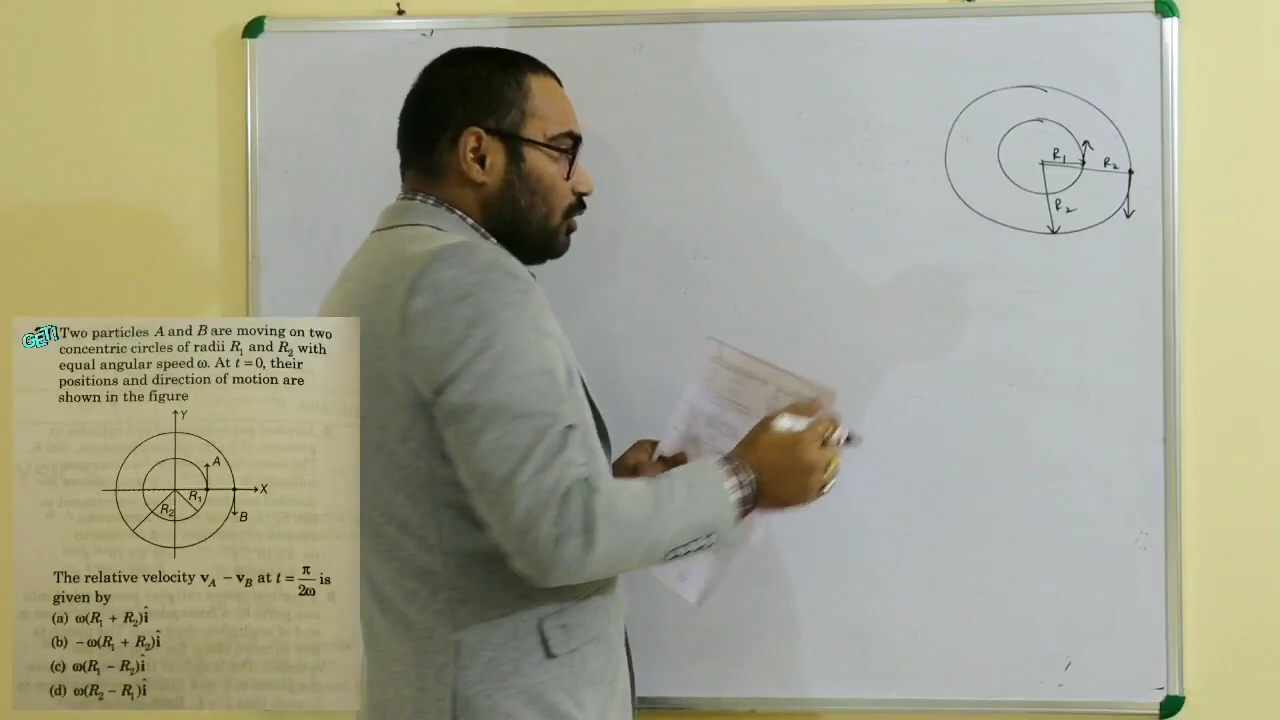 GET! Two particles A and B are moving on two
concentric circles of radii R₁ and R₂ with
equal angular speed ω. At t = 0, their
positions and direction of motion are
shown in the figure
Y
A
X
R₁
R₂
B
The relative velocity v_A − v_B at t = π/2ω is
given by
(a) ω(R₁ + R₂)î
(b) − ω(R₁ + R₂)î
(c) ω(R₁ − R₂)î
(d) ω(R₂ − R₁)î
R₁
R₂
R₂